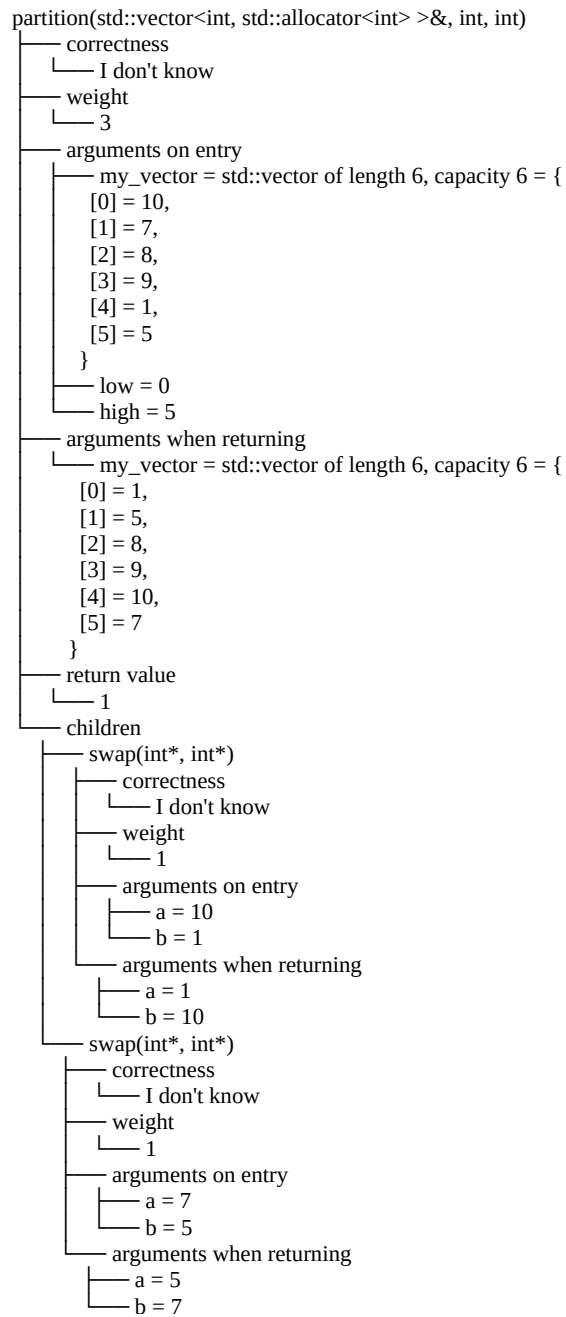 partition(std::vector<int, std::allocator<int> >&, int, int)
correctness
I don't know
weight
3
arguments on entry
my_vector = std::vector of length 6, capacity 6 = {
[0] = 10,
[1] = 7,
[2] = 8,
[3] = 9,
[4] = 1,
[5] = 5
}
low = 0
high = 5
arguments when returning
my_vector = std::vector of length 6, capacity 6 = {
[0] = 1,
[1] = 5,
[2] = 8,
[3] = 9,
[4] = 10,
[5] = 7
}
return value
1
children
swap(int*, int*)
correctness
I don't know
weight
1
arguments on entry
a = 10
b = 1
arguments when returning
a = 1
b = 10
swap(int*, int*)
correctness
I don't know
weight
1
arguments on entry
a = 7
b = 5
arguments when returning
a = 5
b = 7